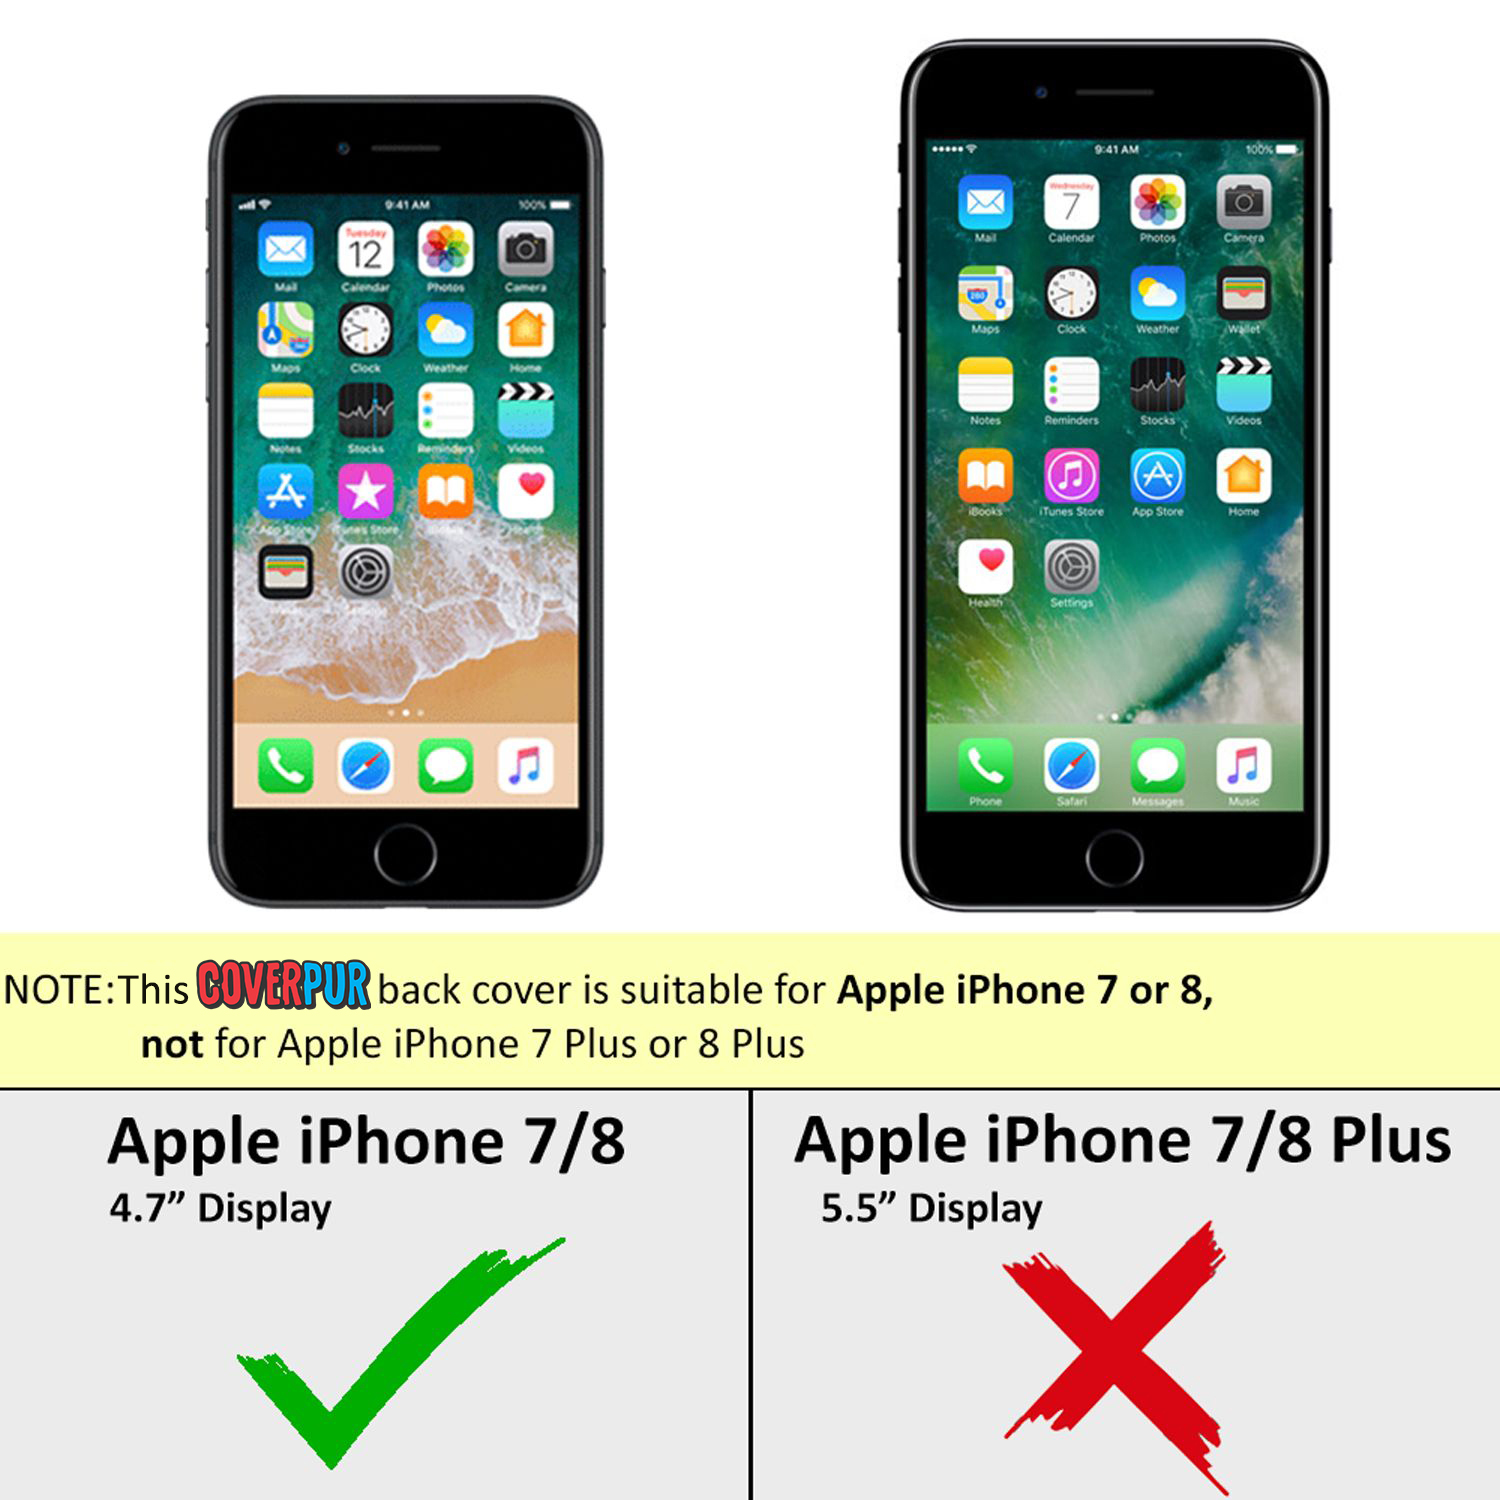 9:41 AM 100%
Tuesday
12
Mail Calendar Photos Camera
280
Maps Clock Weather Home
Notes Stocks Reminders Videos
App Store iTunes Store Health
Settings
9:41 AM 100%
Wednesday
7
Mail Calendar Photos Camera
280
Maps Clock Weather Wallet
Notes Reminders Stocks Videos
iBooks iTunes Store App Store Home
Health Settings
Phone Safari Messages Music
NOTE:This COVERPUR back cover is suitable for Apple iPhone 7 or 8,
not for Apple iPhone 7 Plus or 8 Plus
Apple iPhone 7/8
4.7” Display
Apple iPhone 7/8 Plus
5.5” Display